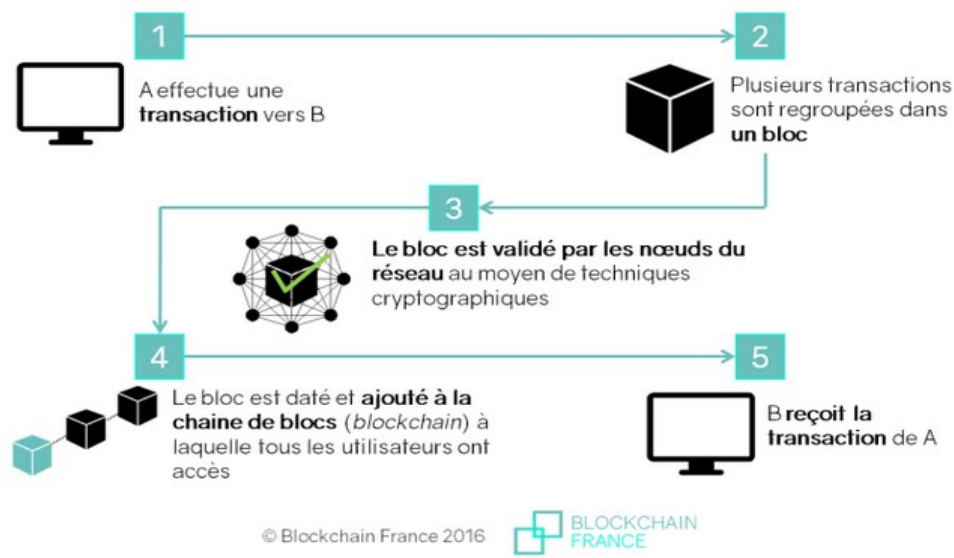 1
A effectue une
transaction vers B
2
Plusieurs transactions
sont regroupées dans
un bloc
3
Le bloc est validé par les nœuds du
réseau au moyen de techniques
cryptographiques
4
Le bloc est daté et ajouté à la
chaine de blocs (blockchain) à
laquelle tous les utilisateurs ont
accès
5
B reçoit la
transaction de A
© Blockchain France 2016
BLOCKCHAIN
FRANCE